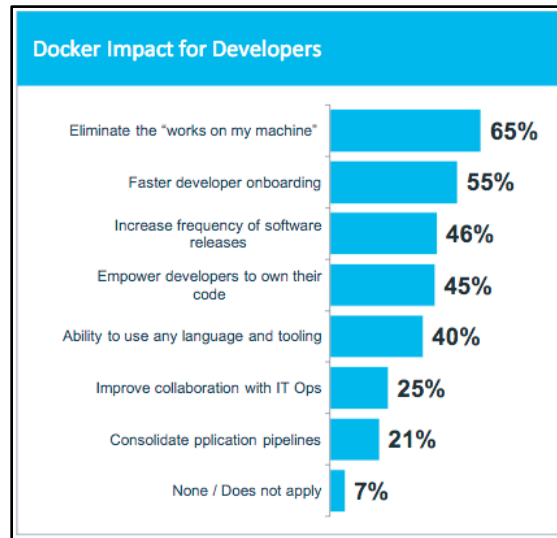 Docker Impact for Developers
Eliminate the “works on my machine”
65%
Faster developer onboarding
55%
Increase frequency of software
releases
46%
Empower developers to own their
code
45%
Ability to use any language and tooling
40%
Improve collaboration with IT Ops
25%
Consolidate pplication pipelines
21%
None / Does not apply
7%